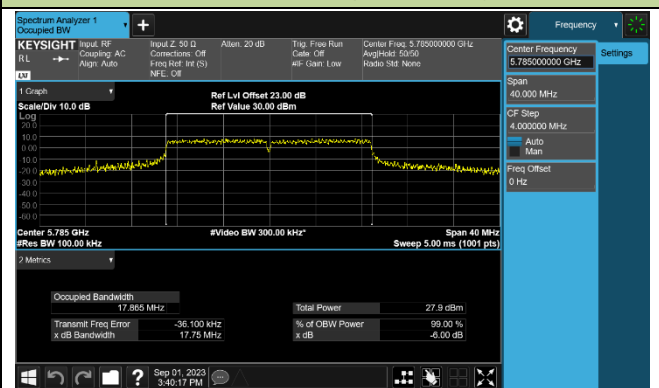 Spectrum Analyzer 1
Occupied BW
Frequency
KEYSIGHT
RL
Input: RF
Coupling: AC
Align: Auto
Input Z: 50 Ω
Corrections: Off
Freq Ref: Int (S)
NFE: Off
Atten: 20 dB
Trig: Free Run
Gate: Off
#IF Gain: Low
Center Freq: 5.785000000 GHz
Avg|Hold: 50/50
Radio Std: None
LXI
Center Frequency
5.785000000 GHz
Settings
Span
40.000 MHz
CF Step
4.000000 MHz
Auto
Man
Freq Offset
0 Hz
1 Graph
Scale/Div 10.0 dB
Ref Lvl Offset 23.00 dB
Ref Value 30.00 dBm
Log
20.0
10.0
0.00
-10.0
-20.0
-30.0
-40.0
-50.0
-60.0
Center 5.785 GHz
#Res BW 100.00 kHz
#Video BW 300.00 kHz*
Span 40 MHz
Sweep 5.00 ms (1001 pts)
2 Metrics
Occupied Bandwidth
17.865 MHz
Total Power 27.9 dBm
Transmit Freq Error -36.100 kHz
% of OBW Power 99.00 %
x dB Bandwidth 17.75 MHz
x dB -6.00 dB
?
Sep 01, 2023
3:40:17 PM